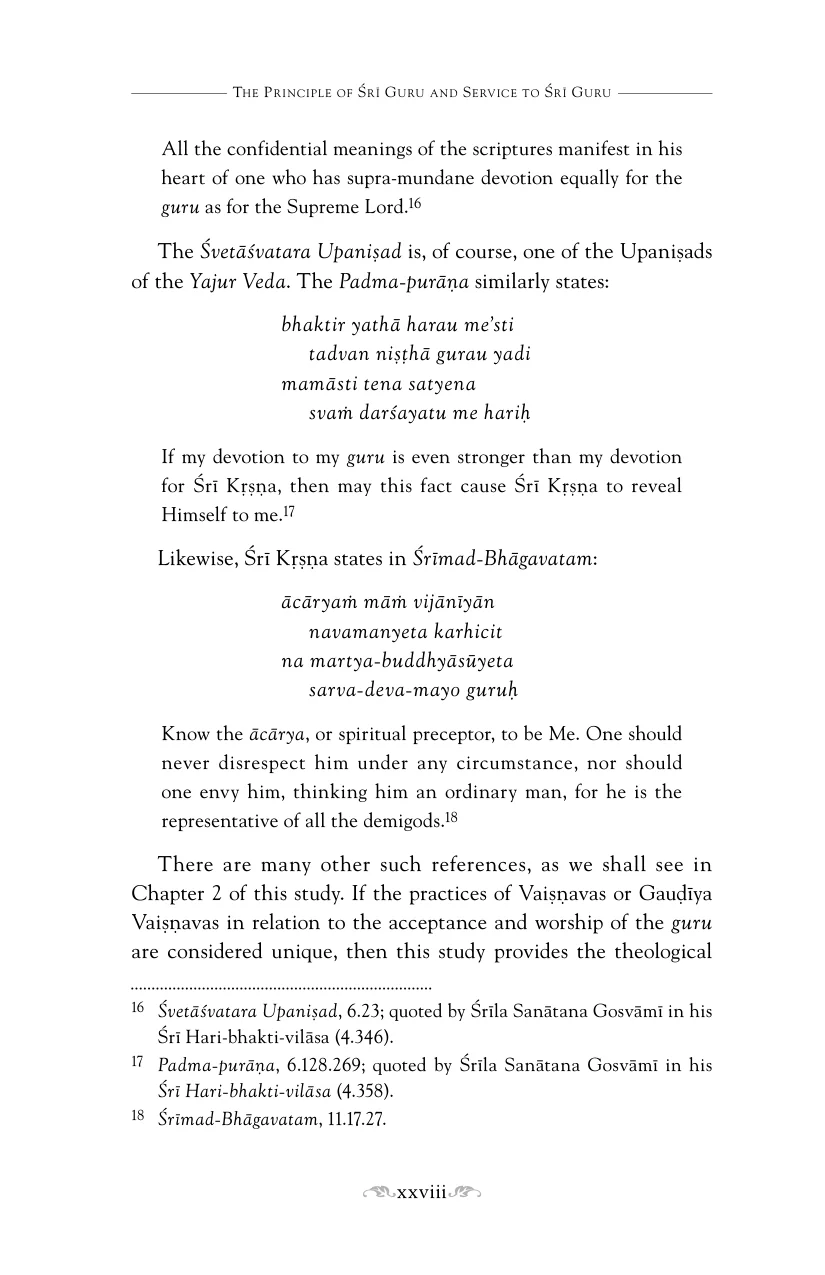 The Principle of Śrī Guru and Service to Śrī Guru
All the confidential meanings of the scriptures manifest in his
heart of one who has supra-mundane devotion equally for the
guru as for the Supreme Lord.16
The Śvetāśvatara Upaniṣad is, of course, one of the Upaniṣads
of the Yajur Veda. The Padma-purāṇa similarly states:
bhaktir yathā harau me’sti
tadvan niṣṭhā gurau yadi
mamāsti tena satyena
svaṁ darśayatu me hariḥ
If my devotion to my guru is even stronger than my devotion
for Śrī Kṛṣṇa, then may this fact cause Śrī Kṛṣṇa to reveal
Himself to me.17
Likewise, Śrī Kṛṣṇa states in Śrīmad-Bhāgavatam:
ācāryaṁ māṁ vijānīyān
navamanyeta karhicit
na martya-buddhyāsūyeta
sarva-deva-mayo guruḥ
Know the ācārya, or spiritual preceptor, to be Me. One should
never disrespect him under any circumstance, nor should
one envy him, thinking him an ordinary man, for he is the
representative of all the demigods.18
There are many other such references, as we shall see in
Chapter 2 of this study. If the practices of Vaiṣṇavas or Gauḍīya
Vaiṣṇavas in relation to the acceptance and worship of the guru
are considered unique, then this study provides the theological
16 Śvetāśvatara Upaniṣad, 6.23; quoted by Śrīla Sanātana Gosvāmī in his
Śrī Hari-bhakti-vilāsa (4.346).
17 Padma-purāṇa, 6.128.269; quoted by Śrīla Sanātana Gosvāmī in his
Śrī Hari-bhakti-vilāsa (4.358).
18 Śrīmad-Bhāgavatam, 11.17.27.
xxviii